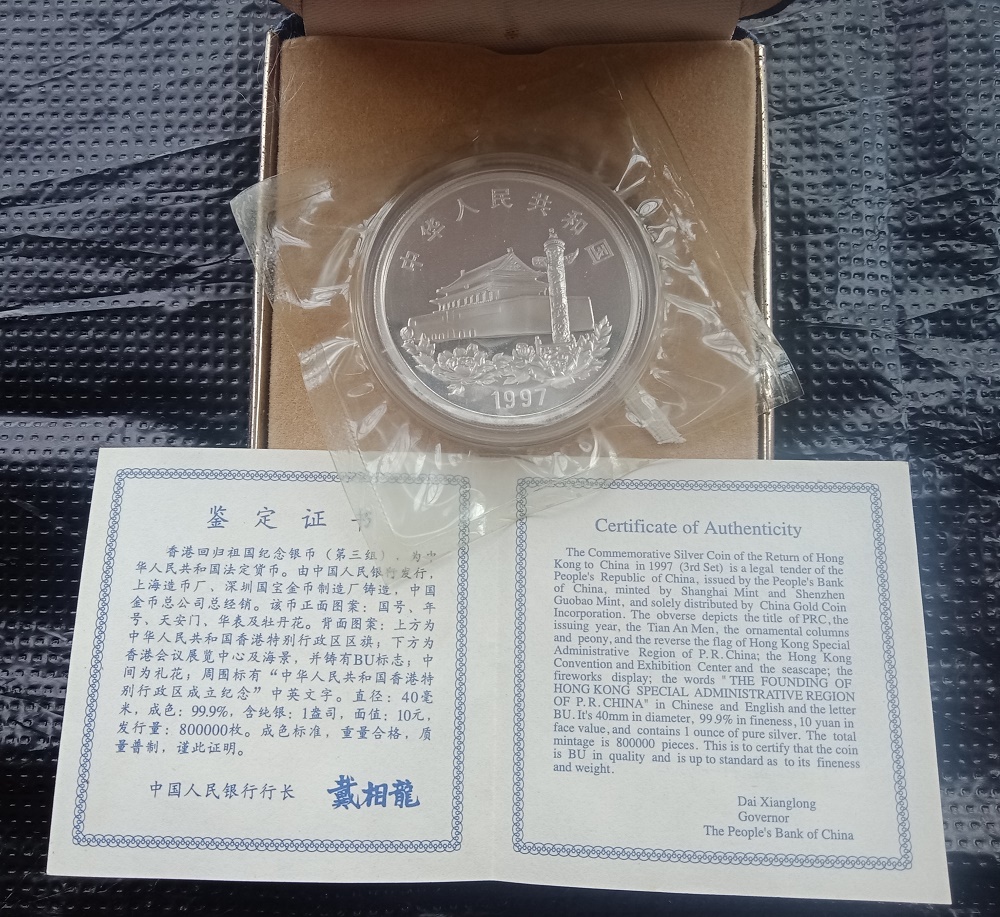 中华人民共和国
1997
鉴定证书
香港回归祖国纪念银币（第三组），为中
华人民共和国法定货币。由中国人民银行发行，
上海造币厂、深圳国宝金币制造厂铸造，中国
金币总公司总经销。该币正面图案：国号、年
号、天安门、华表及牡丹花。背面图案：上方为
中华人民共和国香港特别行政区区旗；下方为
香港会议展览中心及海景，并铸有BU标志；中
间为礼花；周围标有“中华人民共和国香港特
别行政区成立纪念”中英文字。直径：40毫
米，成色：99.9%，含纯银：1盎司，面值：10元，
发行量：800000枚。成色标准，重量合格，质
量普制，谨此证明。
中国人民银行行长 戴相龍
Certificate of Authenticity
The Commemorative Silver Coin of the Return of Hong
Kong to China in 1997 (3rd Set) is a legal tender of the
People's Republic of China, issued by the People's Bank
of China, minted by Shanghai Mint and Shenzhen
Guobao Mint, and solely distributed by China Gold Coin
Incorporation. The obverse depicts the title of PRC, the
issuing year, the Tian An Men, the ornamental columns
and peony, and the reverse the flag of Hong Kong Special
Administrative Region of P.R. China; the Hong Kong
Convention and Exhibition Center and the seascape; the
fireworks display; the words "THE FOUNDING OF
HONG KONG SPECIAL ADMINISTRATIVE REGION
OF P.R. CHINA" in Chinese and English and the letter
BU. It's 40mm in diameter, 99.9% in fineness, 10 yuan in
face value, and contains 1 ounce of pure silver. The total
mintage is 800000 pieces. This is to certify that the coin
is BU in quality and is up to standard as to its fineness
and weight.
Dai Xianglong
Governor
The People's Bank of China